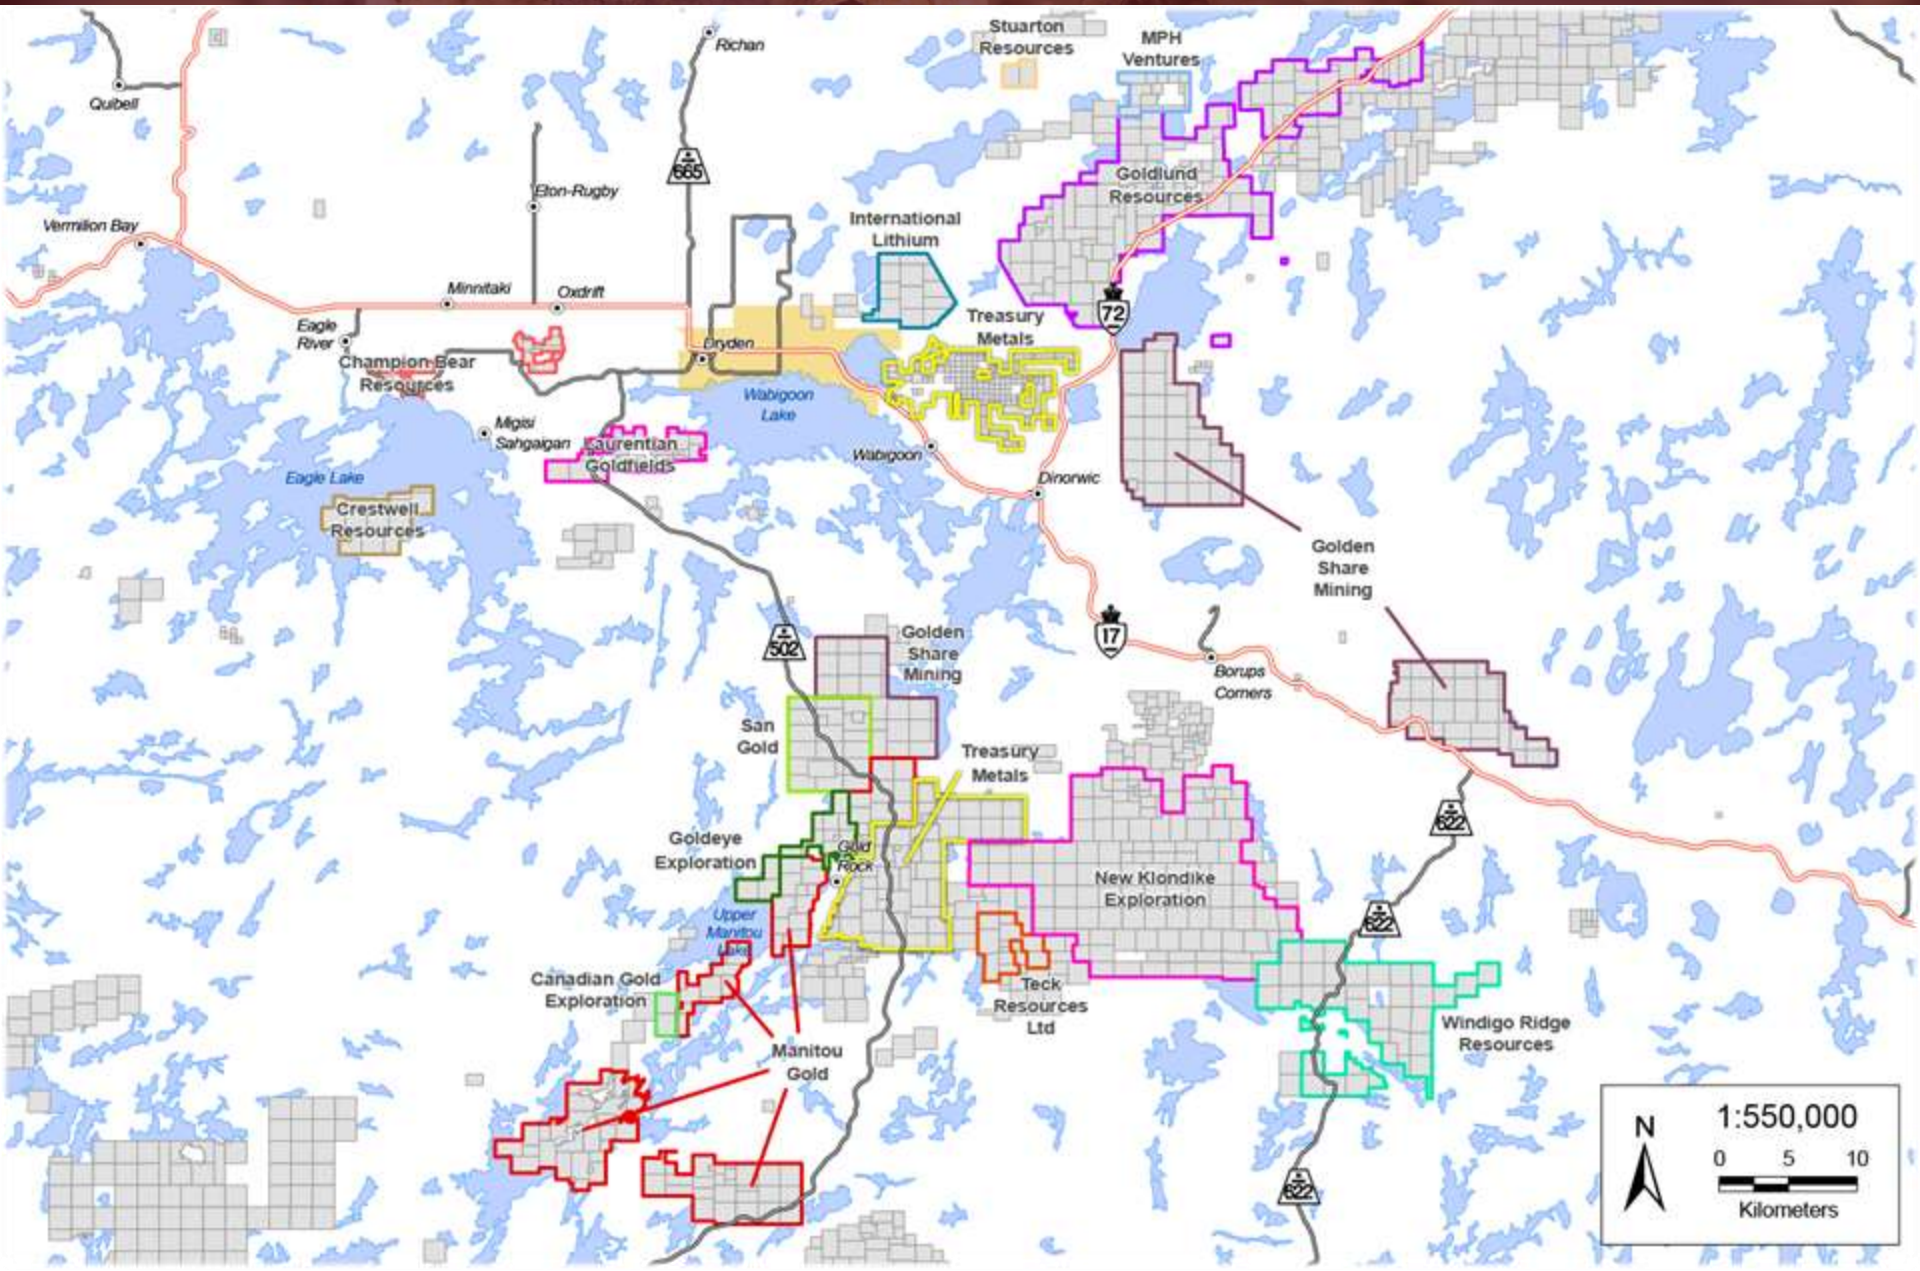 Stuarton
Resources
MPH
Ventures
Richan
Quibell
665
Eton-Rugby
Goldlund
Resources
Vermilion Bay
International
Lithium
Minnitaki
Oxdrift
72
Eagle
River
Treasury
Metals
Dryden
Champion Bear
Resources
Wabigoon
Lake
Migisi
Sahgaigan
Laurentian
Goldfields
Wabigoon
Eagle Lake
Dinorwic
Crestwell
Resources
Golden
Share
Mining
17
502
Golden
Share
Mining
Borups
Corners
San
Gold
Treasury
Metals
622
Goldeye
Exploration
Gold
Rock
New Klondike
Exploration
622
Upper
Manitou
Lake
Canadian Gold
Exploration
Teck
Resources
Ltd
Windigo Ridge
Resources
Manitou
Gold
622
N
1:550,000
0 5 10
Kilometers